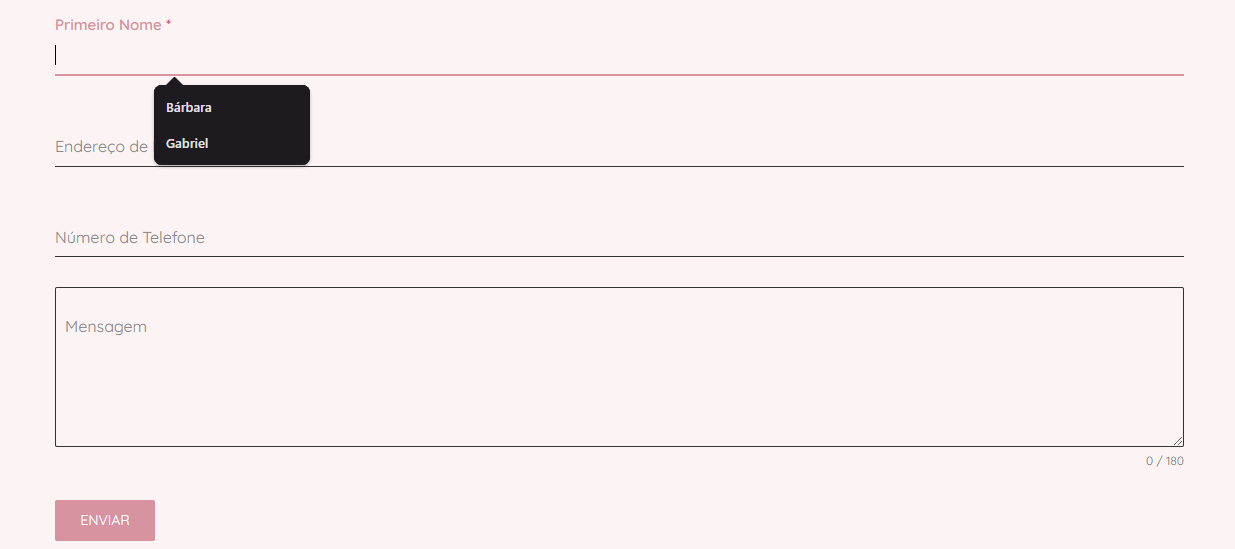 Primeiro Nome *
Bárbara
Gabriel
Endereço de
Número de Telefone
Mensagem
0 / 180
ENVIAR